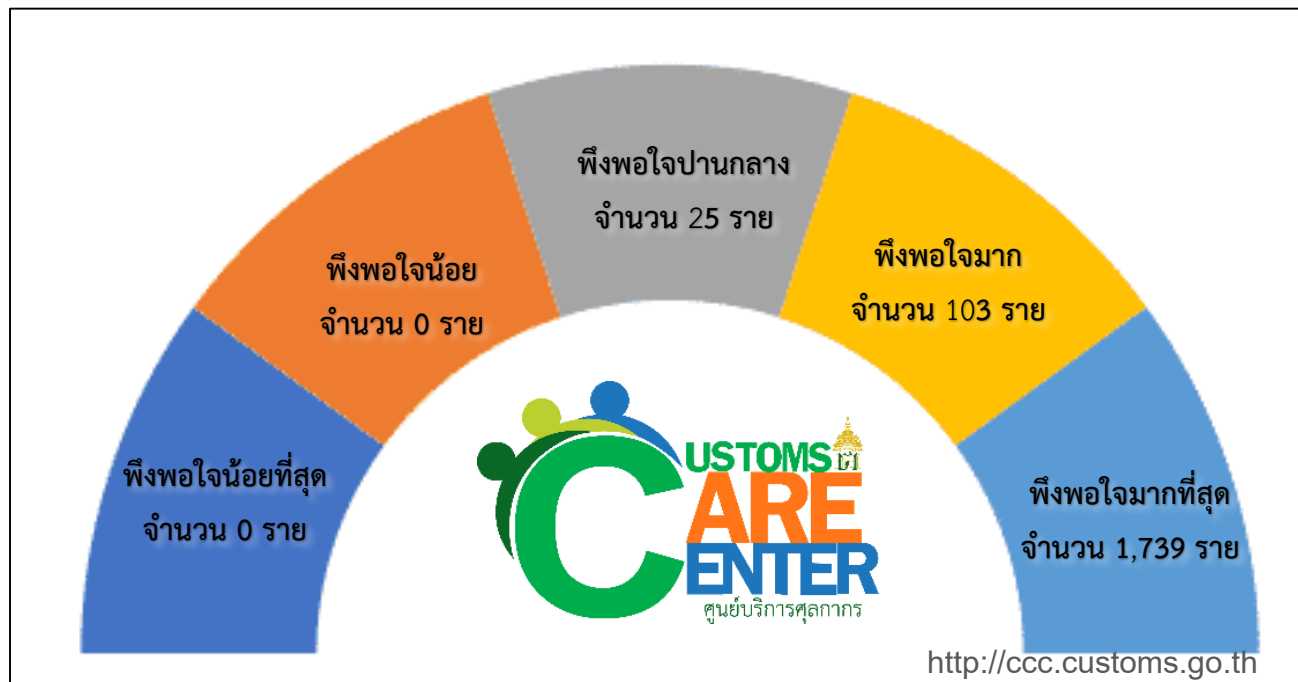 พึงพอใจปานกลาง
จำนวน 25 ราย
พึงพอใจน้อย
จำนวน 0 ราย
พึงพอใจมาก
จำนวน 103 ราย
พึงพอใจน้อยที่สุด
จำนวน 0 ราย
พึงพอใจมากที่สุด
จำนวน 1,739 ราย
CUSTOMS
CARE
CENTER
ศูนย์บริการศุลกากร
http://ccc.customs.go.th